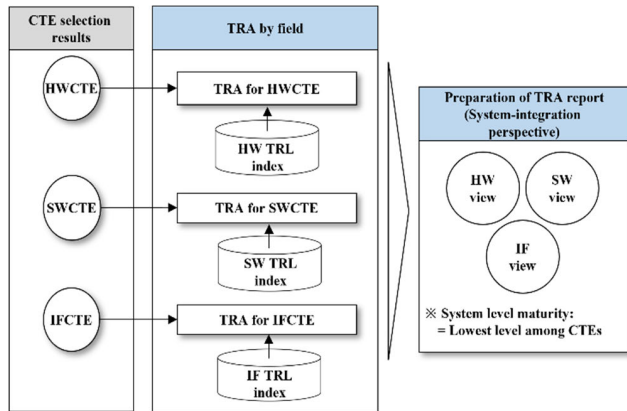 CTE selection
results
HWCTE
SWCTE
IFCTE
TRA by field
TRA for HWCTE
HW TRL
index
TRA for SWCTE
SW TRL
index
TRA for IFCTE
IF TRL
index
Preparation of TRA report
(System-integration
perspective)
HW
view
SW
view
IF
view
※ System level maturity:
= Lowest level among CTEs